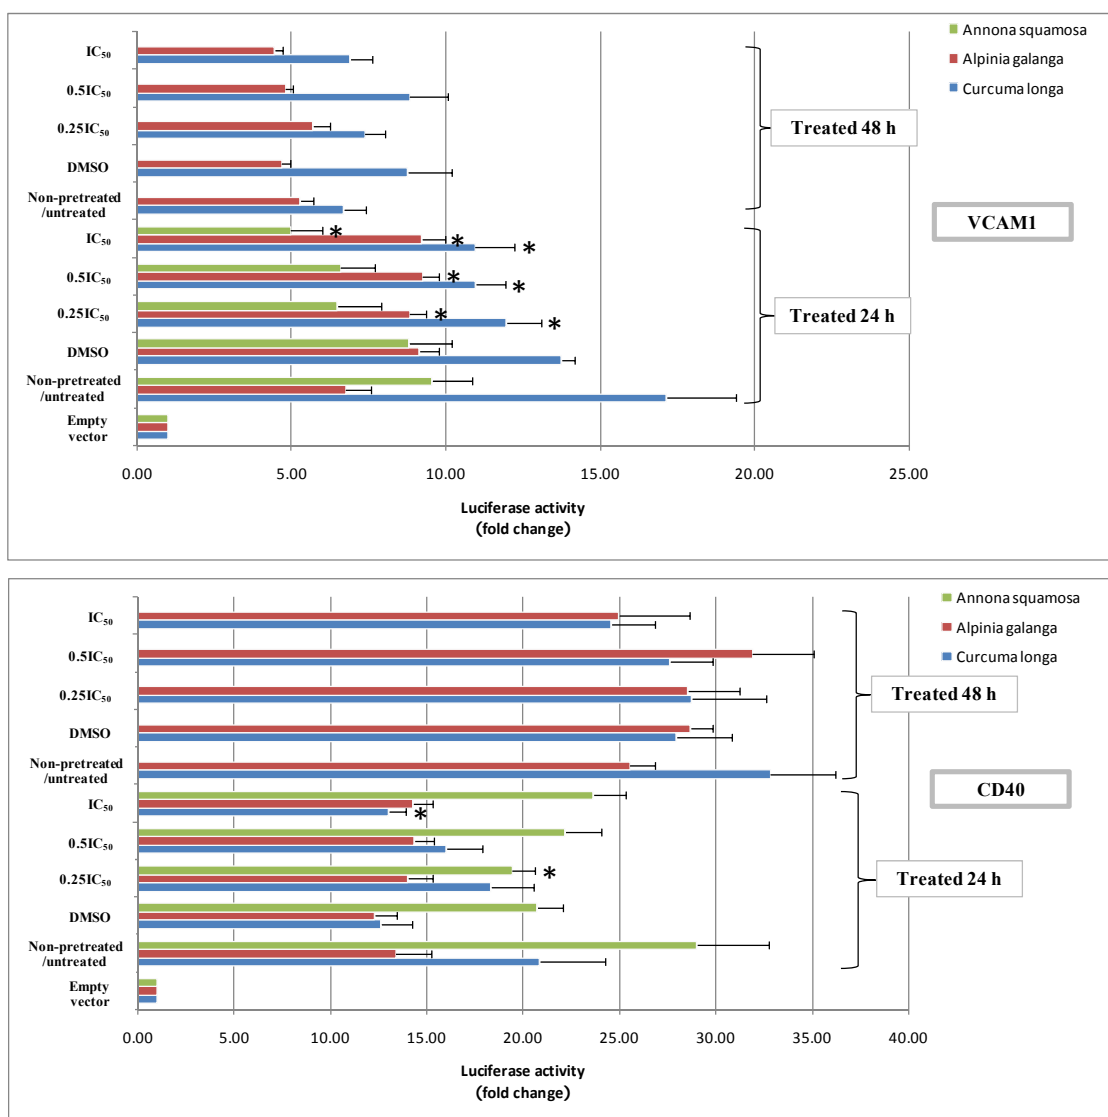 Annona squamosa
Alpinia galanga
Curcuma longa
IC₅₀
0.5IC₅₀
0.25IC₅₀
DMSO
Non-pretreated
/untreated
IC₅₀
0.5IC₅₀
0.25IC₅₀
DMSO
Non-pretreated
/untreated
Empty
vector
Treated 48 h
VCAM1
Treated 24 h
*
*
*
*
*
*
*
0.00 5.00 10.00 15.00 20.00 25.00
Luciferase activity
(fold change)
Annona squamosa
Alpinia galanga
Curcuma longa
IC₅₀
0.5IC₅₀
0.25IC₅₀
DMSO
Non-pretreated
/untreated
IC₅₀
0.5IC₅₀
0.25IC₅₀
DMSO
Non-pretreated
/untreated
Empty
vector
Treated 48 h
CD40
Treated 24 h
*
*
0.00 5.00 10.00 15.00 20.00 25.00 30.00 35.00 40.00
Luciferase activity
(fold change)